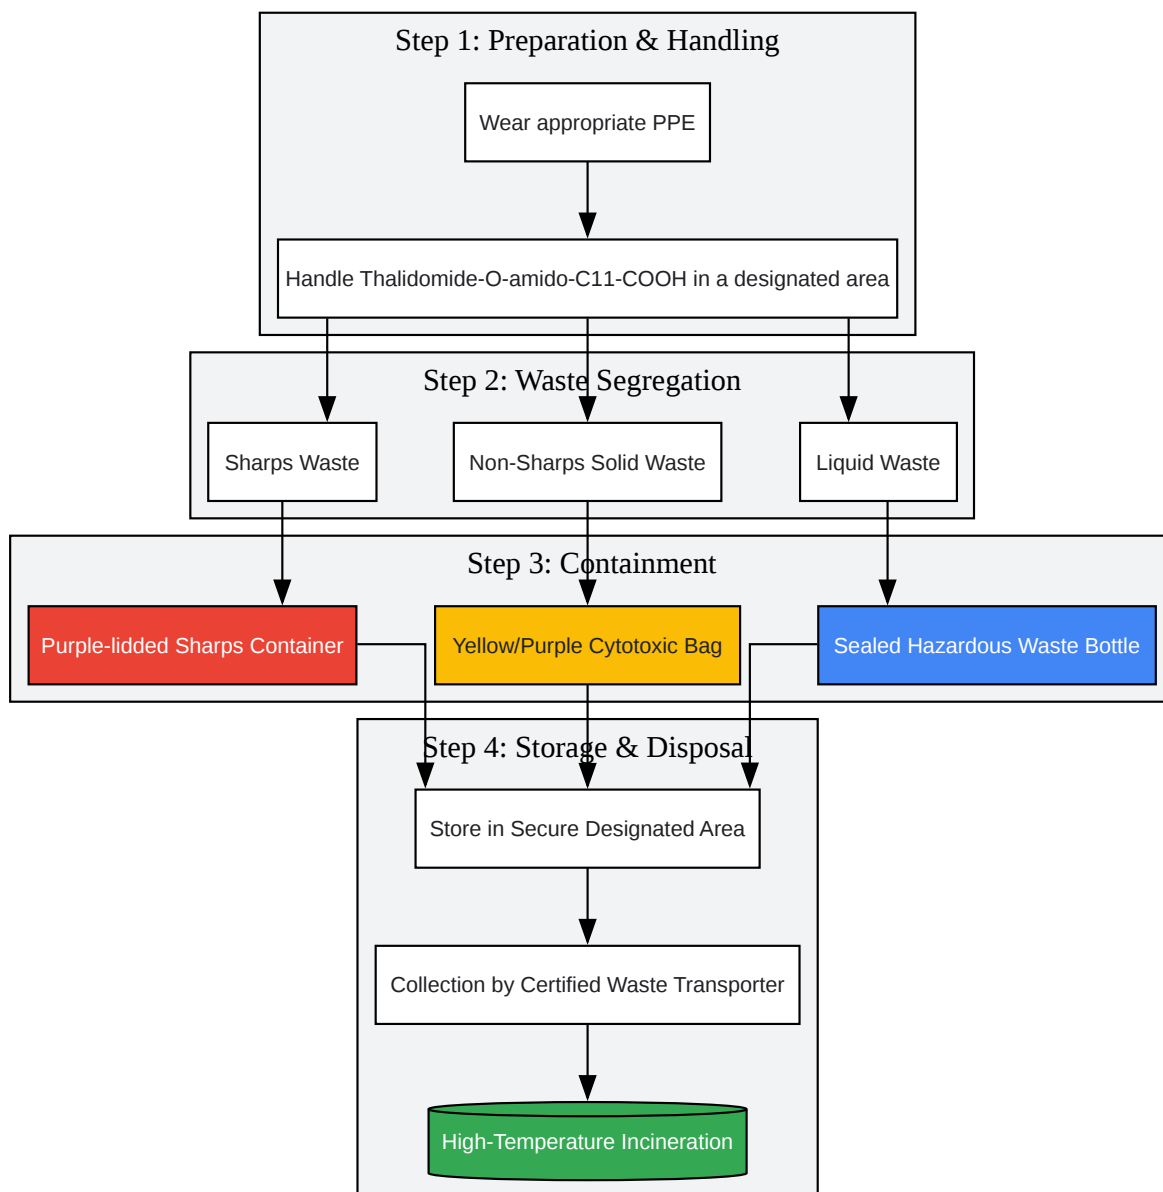 Step 1: Preparation & Handling
Wear appropriate PPE
Handle Thalidomide-O-amido-C11-COOH in a designated area
Step 2: Waste Segregation
Sharps Waste
Non-Sharps Solid Waste
Liquid Waste
Step 3: Containment
Purple-lidded Sharps Container
Yellow/Purple Cytotoxic Bag
Sealed Hazardous Waste Bottle
Step 4: Storage & Disposal
Store in Secure Designated Area
Collection by Certified Waste Transporter
High-Temperature Incineration